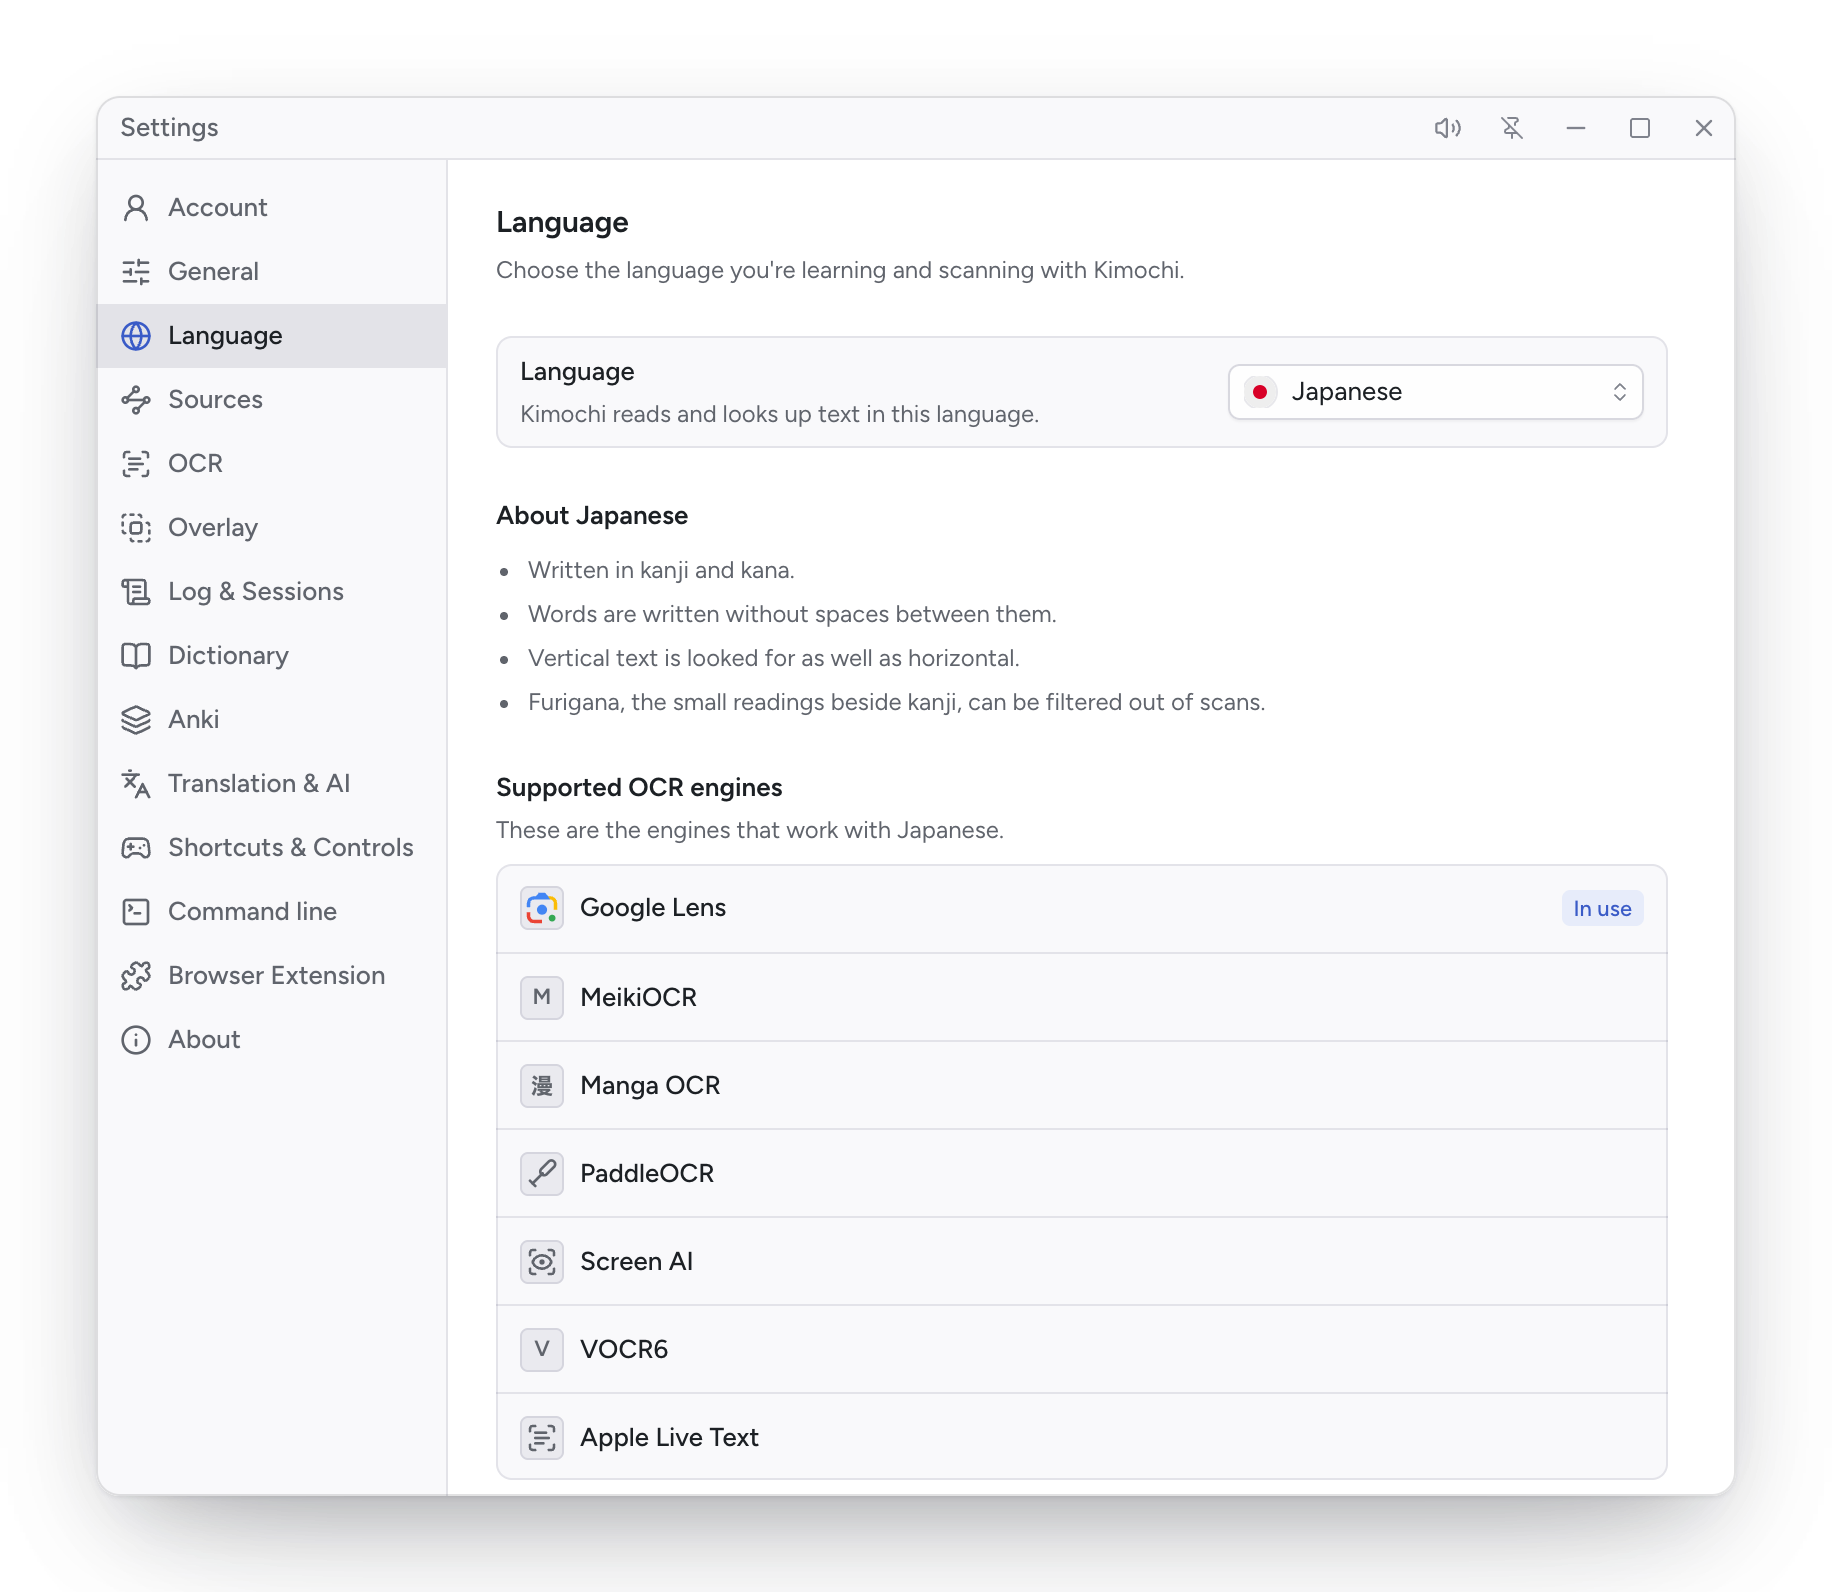 Settings
Account
General
Language
Sources
OCR
Overlay
Log & Sessions
Dictionary
Anki
Translation & AI
Shortcuts & Controls
Command line
Browser Extension
About
Language
Choose the language you're learning and scanning with Kimochi.
Language
Kimochi reads and looks up text in this language.
Japanese
About Japanese
Written in kanji and kana.
Words are written without spaces between them.
Vertical text is looked for as well as horizontal.
Furigana, the small readings beside kanji, can be filtered out of scans.
Supported OCR engines
These are the engines that work with Japanese.
Google Lens
In use
M
MeikiOCR
漫
Manga OCR
PaddleOCR
Screen AI
V
VOCR6
Apple Live Text